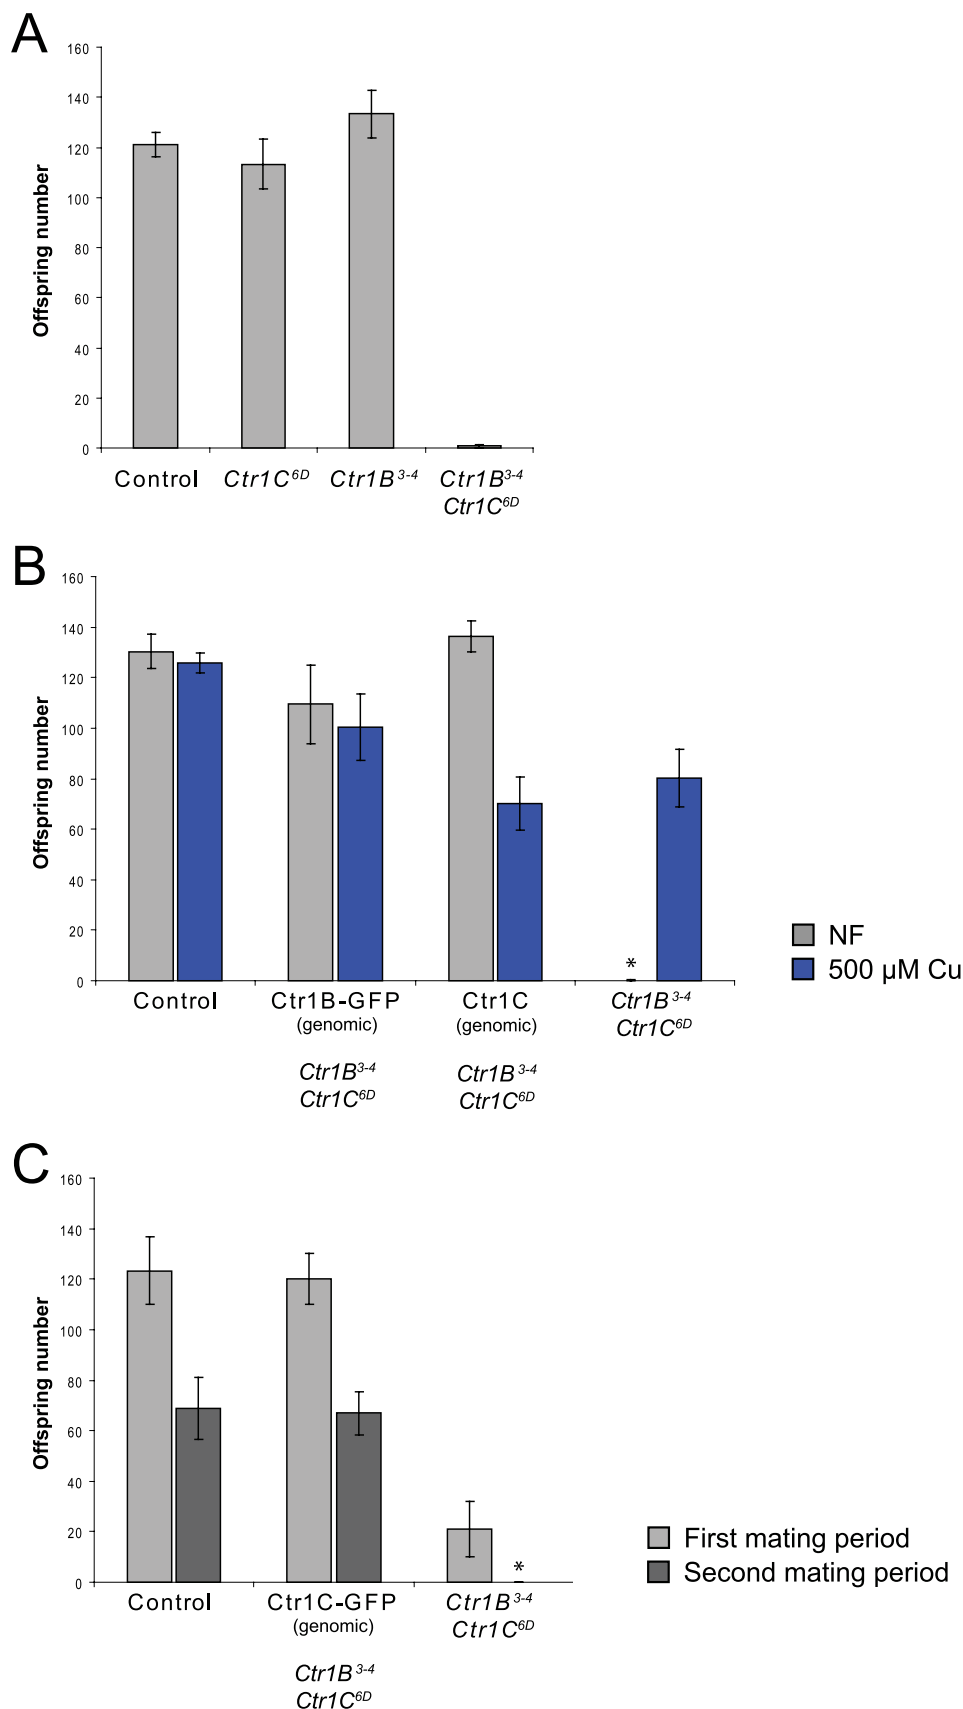 A
160
140
120
100
80
60
40
20
0
Offspring number
Control
Ctr1C6D
Ctr1B3-4
Ctr1B3-4
Ctr1C6D
B
160
140
120
100
80
60
40
20
0
Offspring number
*
NF
500 µM Cu
Control
Ctr1B-GFP
(genomic)
Ctr1B3-4
Ctr1C6D
Ctr1C
(genomic)
Ctr1B3-4
Ctr1C6D
Ctr1B3-4
Ctr1C6D
C
160
140
120
100
80
60
40
20
0
Offspring number
*
First mating period
Second mating period
Control
Ctr1C-GFP
(genomic)
Ctr1B3-4
Ctr1C6D
Ctr1B3-4
Ctr1C6D